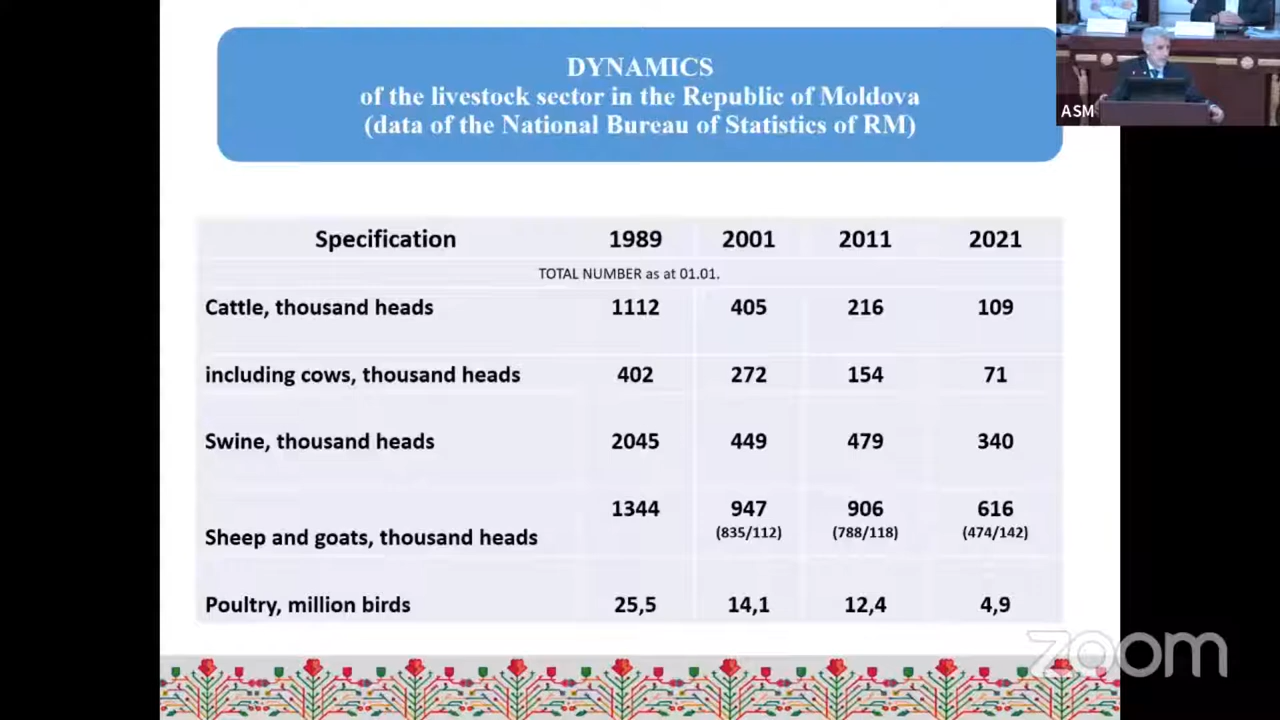 DYNAMICS
of the livestock sector in the Republic of Moldova
(data of the National Bureau of Statistics of RM)
ASM
Specification 1989 2001 2011 2021
TOTAL NUMBER as at 01.01.
Cattle, thousand heads 1112 405 216 109
including cows, thousand heads 402 272 154 71
Swine, thousand heads 2045 449 479 340
Sheep and goats, thousand heads 1344 947 906 616
(835/112) (788/118) (474/142)
Poultry, million birds 25,5 14,1 12,4 4,9
zoom